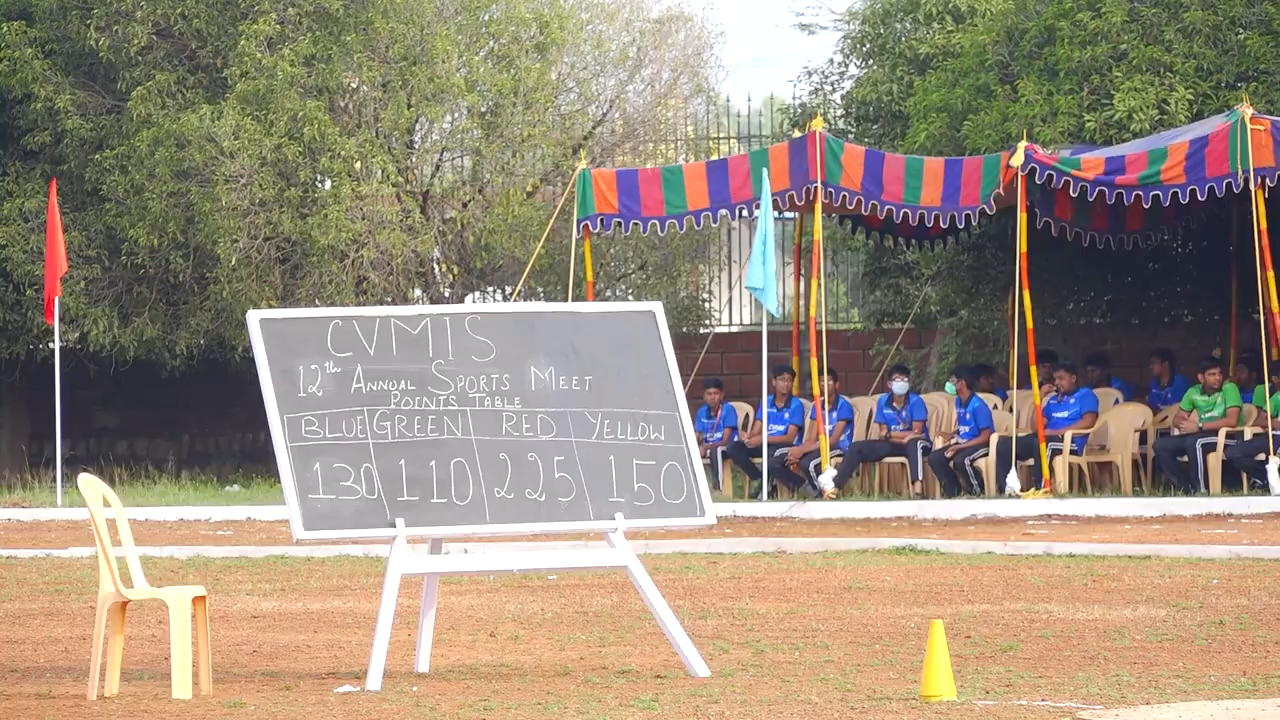 CVMIS
12th ANNUAL SPORTS MEET
POINTS TABLE
BLUE GREEN RED YELLOW
130 110 225 150